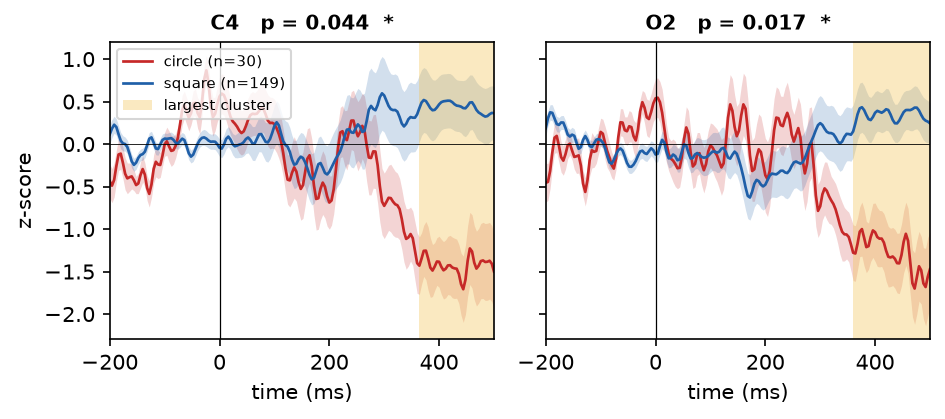 C4 p = 0.044 *
O2 p = 0.017 *
circle (n=30)
square (n=149)
largest cluster
z-score
1.0
0.5
0.0
−0.5
−1.0
−1.5
−2.0
−200
0
200
400
−200
0
200
400
time (ms)
time (ms)